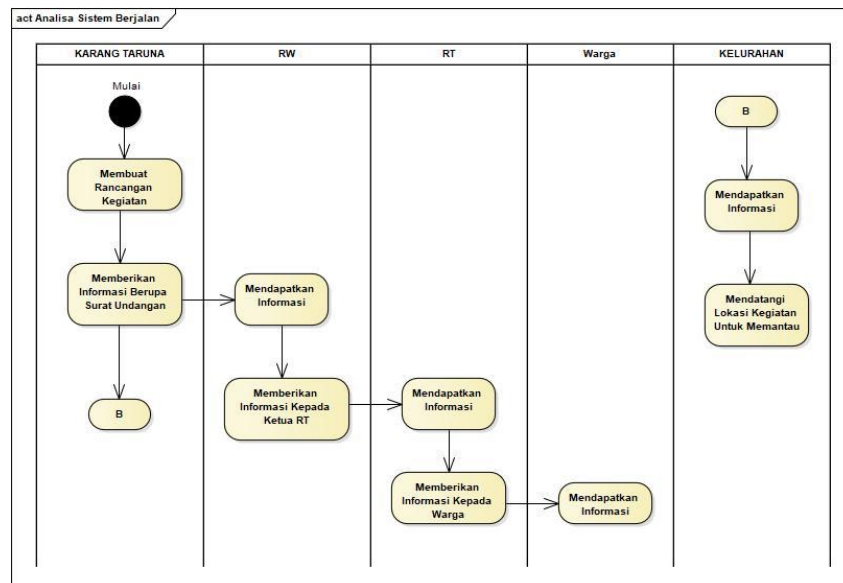 act Analisa Sistem Berjalan
KARANG TARUNA
RW
RT
Warga
KELURAHAN
Mulai
Membuat
Rancangan
Kegiatan
Memberikan
Informasi Berupa
Surat Undangan
B
Mendapatkan
Informasi
Memberikan
Informasi Kepada
Ketua RT
Mendapatkan
Informasi
Memberikan
Informasi Kepada
Warga
Mendapatkan
Informasi
B
Mendapatkan
Informasi
Mendatangi
Lokasi Kegiatan
Untuk Memantau